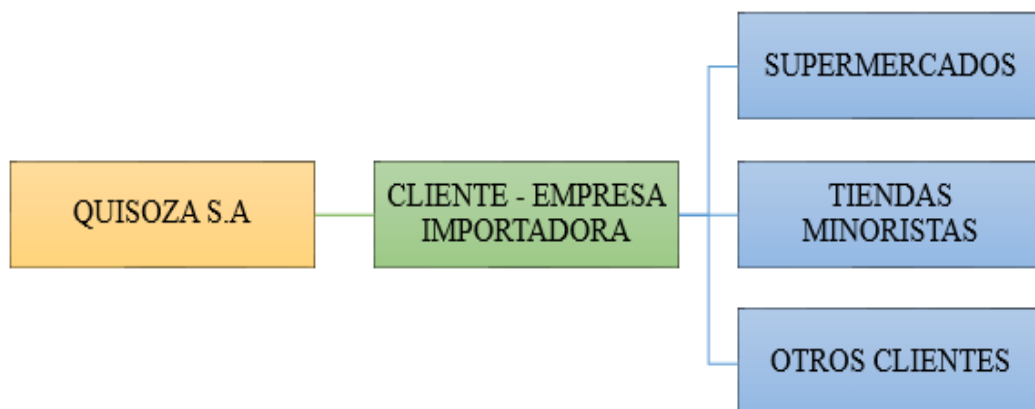 QUISOZA S.A
CLIENTE - EMPRESA
IMPORTADORA
SUPERMERCADOS
TIENDAS
MINORISTAS
OTROS CLIENTES